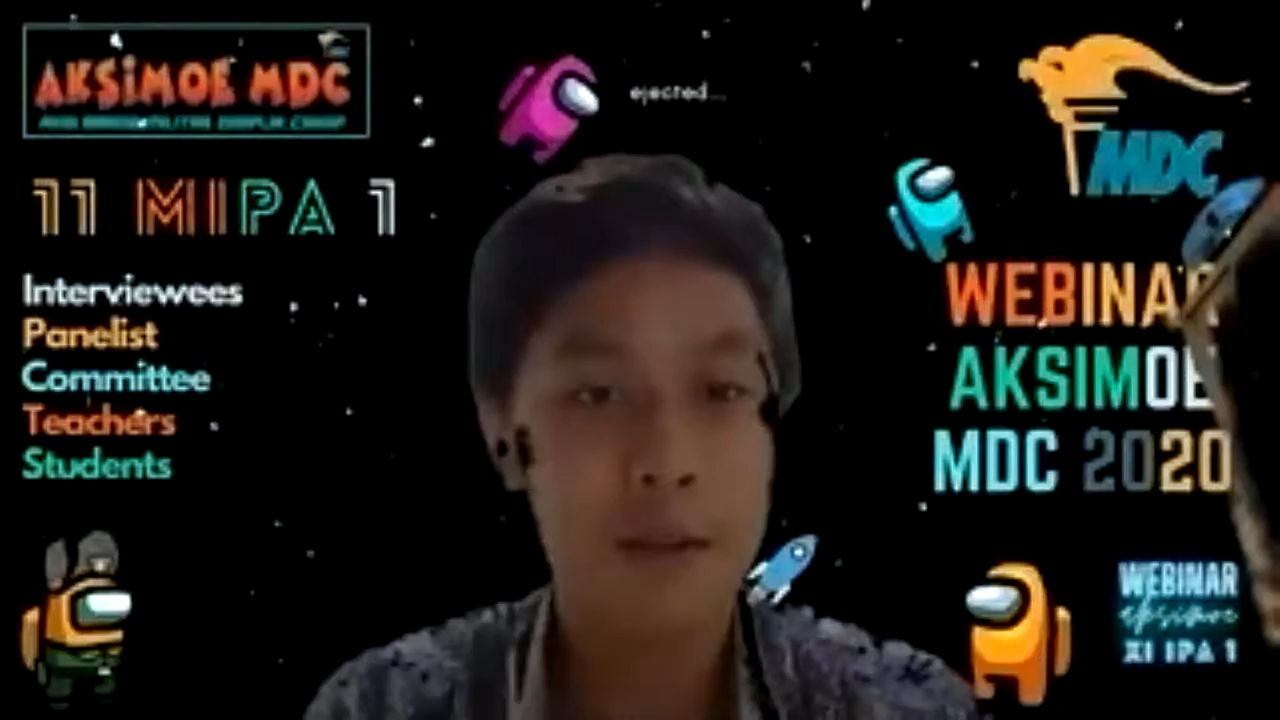 AKSiMOE MDC
11 MIPA 1
Interviewees
Panelist
Committee
Teachers
Students
ejected...
MDC
WEBINAR
AKSIMOE
MDC 2020
WEBINAR
aksimoe
XI IPA 1